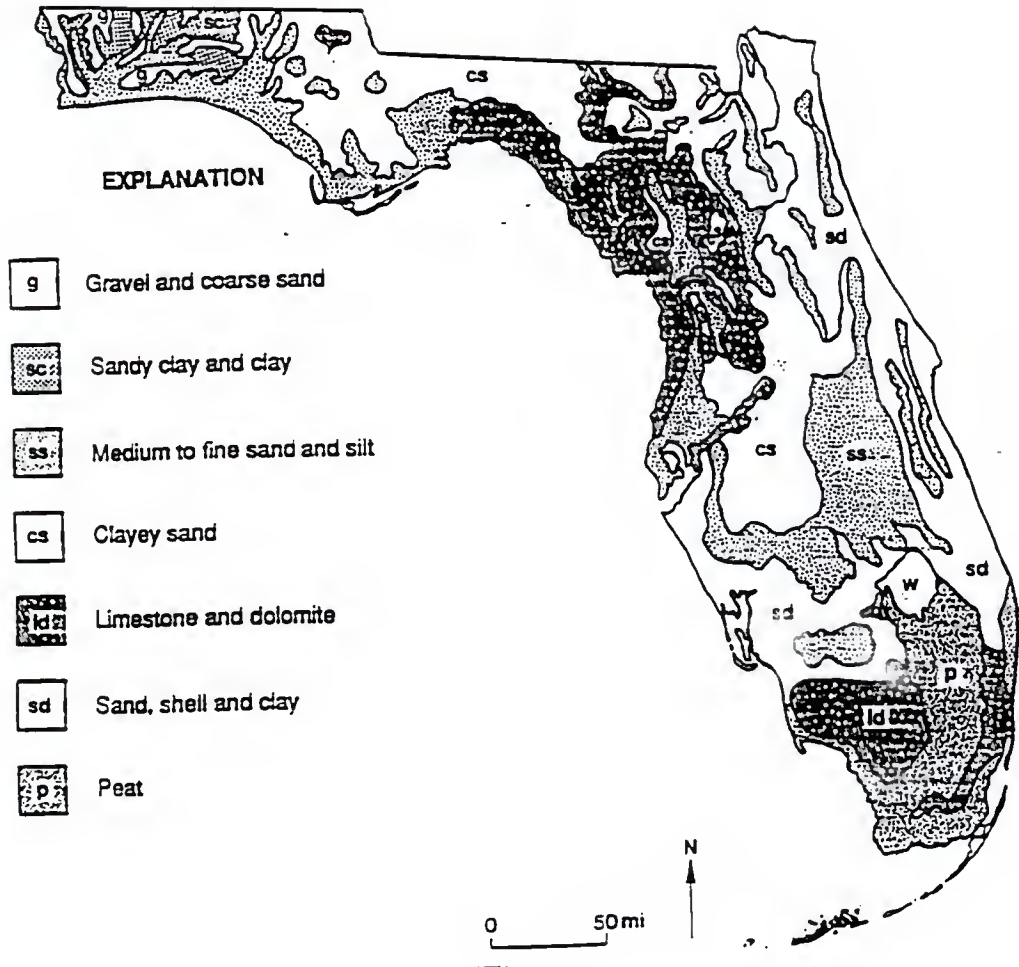 g
sc
g
cs
EXPLANATION
g Gravel and coarse sand
sc Sandy clay and clay
ss Medium to fine sand and silt
cs Clayey sand
ld Limestone and dolomite
sd Sand, shell and clay
p Peat
cs
sd
cs
ss
w
sd
sd
p
ld
N
0 50 mi